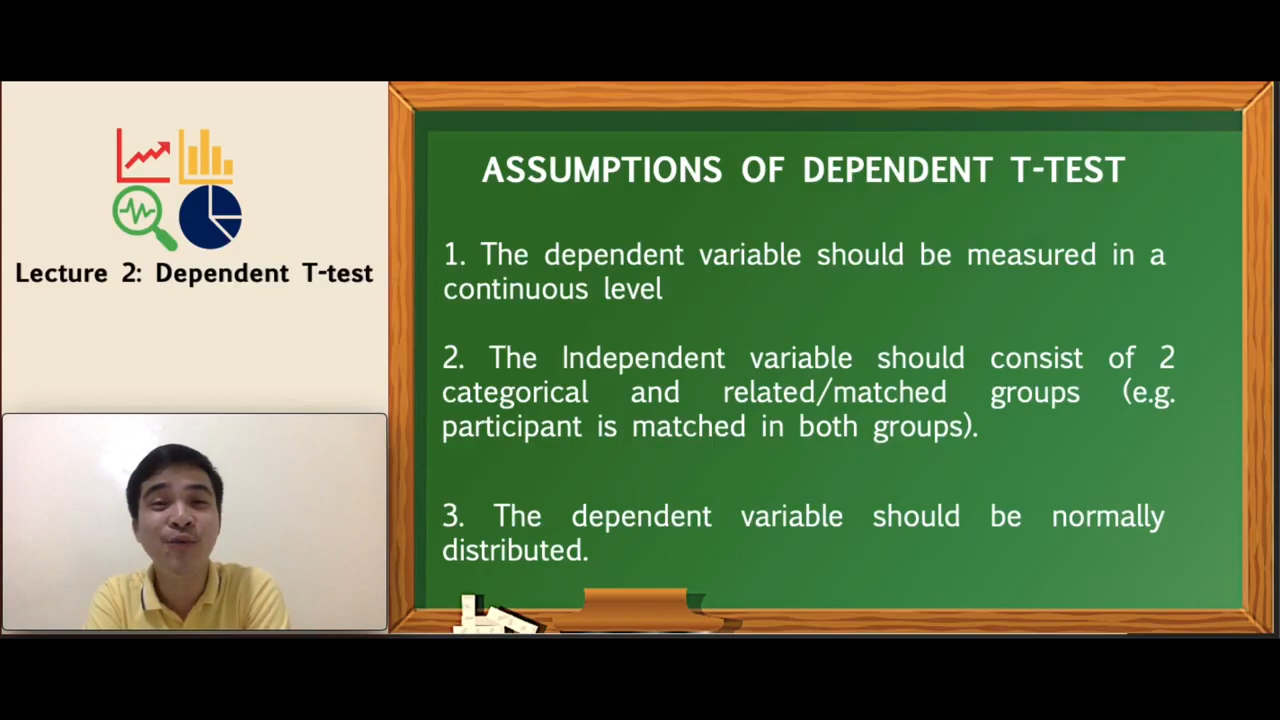 Lecture 2: Dependent T-test
ASSUMPTIONS OF DEPENDENT T-TEST
1. The dependent variable should be measured in a
continuous level
2. The Independent variable should consist of 2
categorical and related/matched groups (e.g.
participant is matched in both groups).
3. The dependent variable should be normally
distributed.